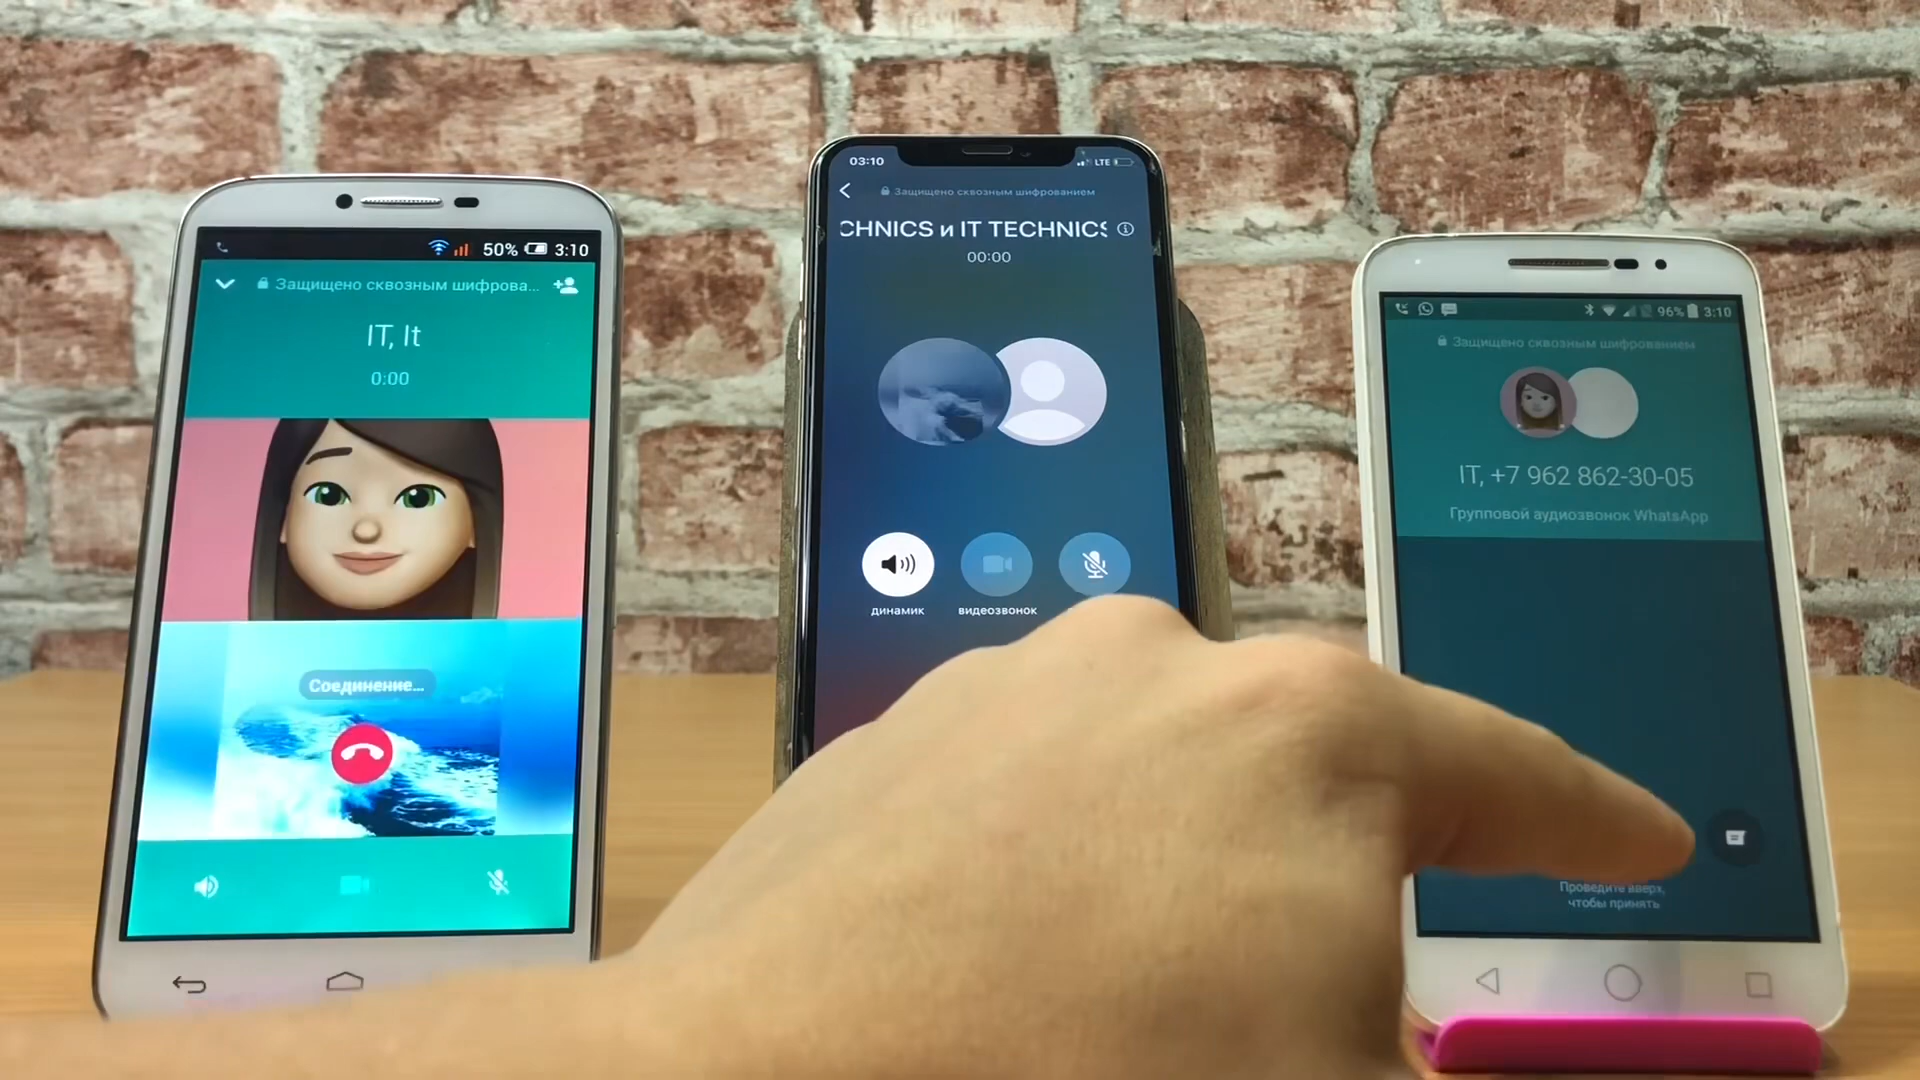 50% 3:10
Защищено сквозным шифрова...
IT, It
0:00
Соединение...
03:10
LTE
Защищено сквозным шифрованием
CHNICS и IT TECHNICS
00:00
динамик видеозвонок
96% 3:10
Защищено сквозным шифрованием
IT, +7 962 862-30-05
Групповой аудиозвонок WhatsApp
Проведите вверх,
чтобы принять